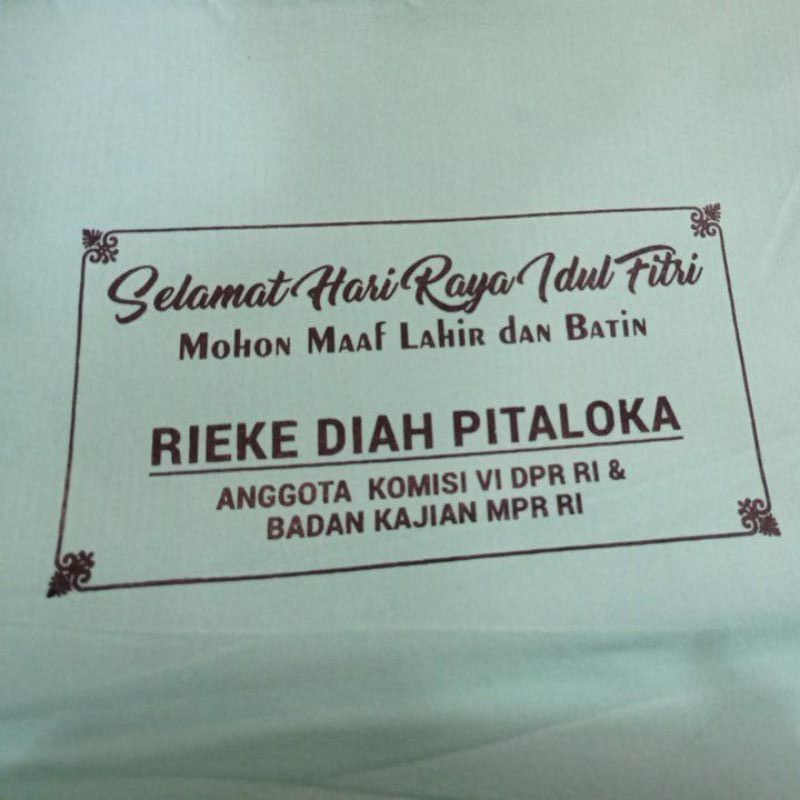 Selamat Hari Raya Idul Fitri
Mohon Maaf Lahir dan Batin
RIEKE DIAH PITALOKA
ANGGOTA KOMISI VI DPR RI &
BADAN KAJIAN MPR RI